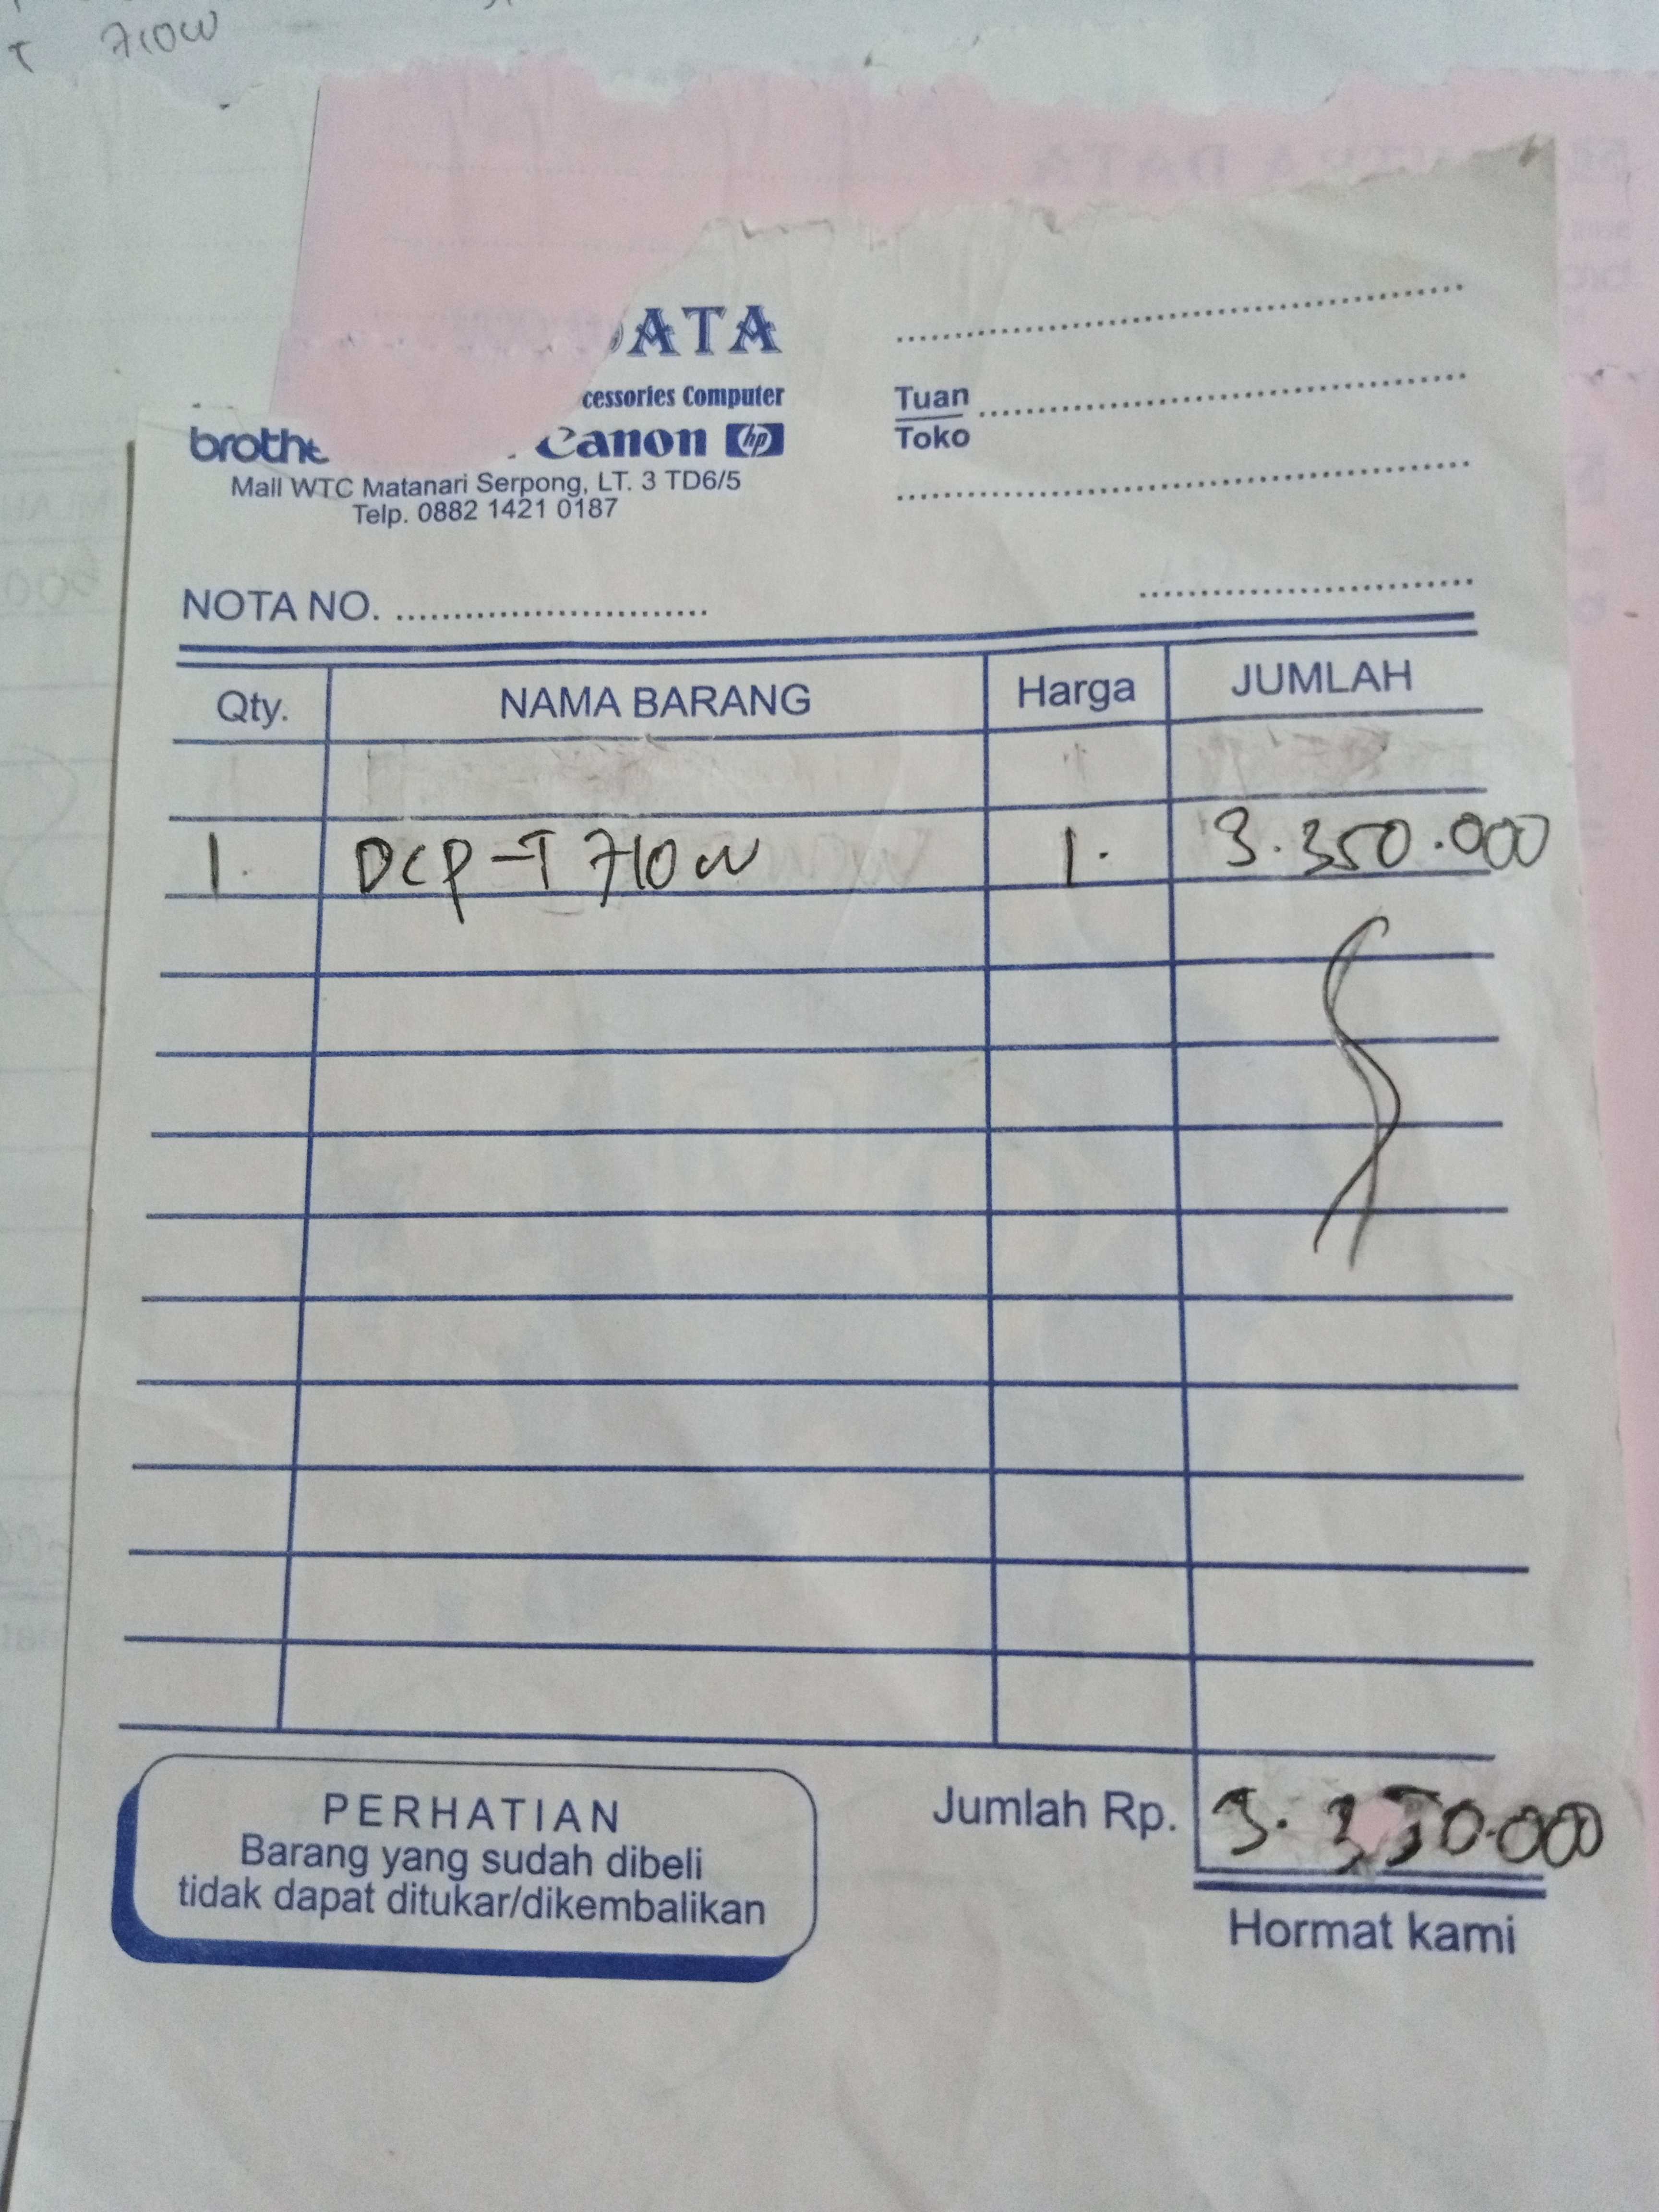 T 710W
DATA
cessories Computer
brothe Canon hp
Mall WTC Matanari Serpong, LT. 3 TD6/5
Telp. 0882 1421 0187
Tuan
Toko
NOTA NO.
Qty. NAMA BARANG Harga JUMLAH
1. DCP-T 710W 1. 3.350.000
Jumlah Rp. 3.350.000
PERHATIAN
Barang yang sudah dibeli
tidak dapat ditukar/dikembalikan
Hormat kami